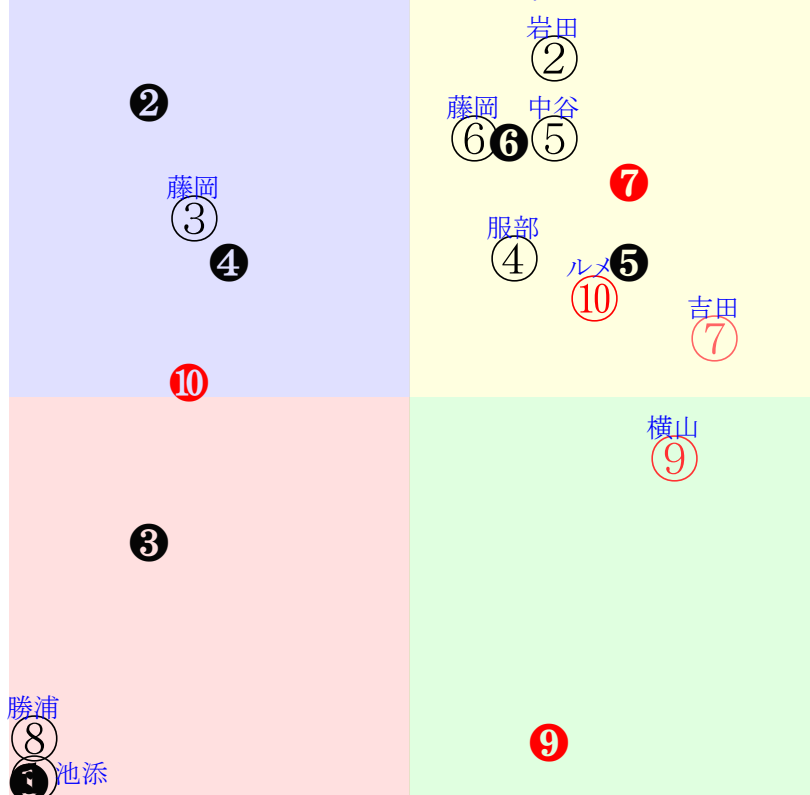 岩田
②
❷
藤岡
中谷
⑥
❻
⑤
藤岡
❼
③
服部
④
❹
ルメ
❺
⑩
吉田
⑦
❿
横山
⑨
❸
勝浦
⑧
❾
池添